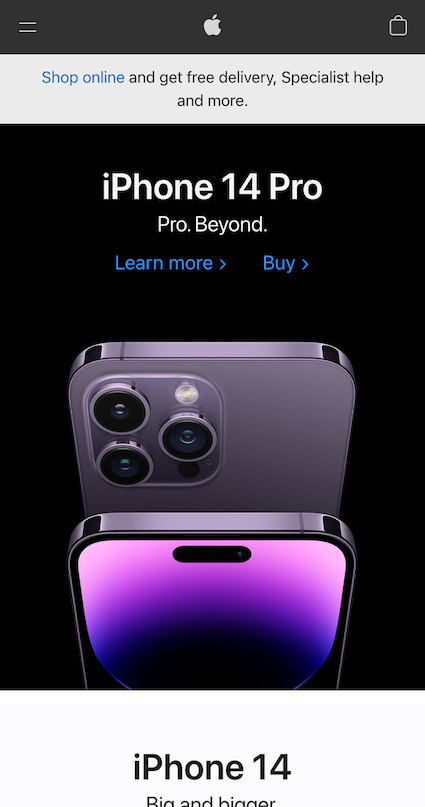 Shop online and get free delivery, Specialist help
and more.
iPhone 14 Pro
Pro. Beyond.
Learn more > Buy >
iPhone 14
Big and bigger.